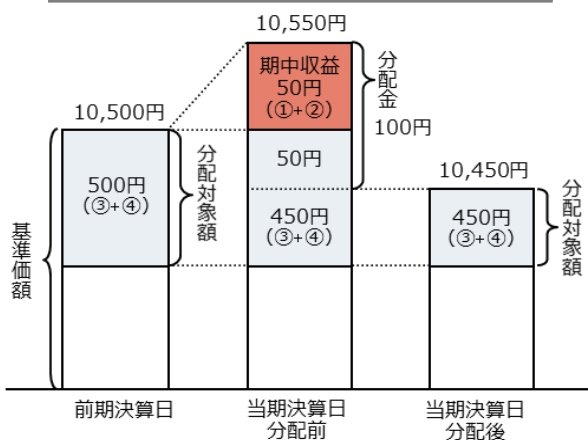 10,550円
期中収益
50円
(①+②)
分配金
100円
10,500円
500円
(③+④)
分配対象額
50円
450円
(③+④)
10,450円
450円
(③+④)
分配対象額
基準価額
前期決算日
当期決算日
分配前
当期決算日
分配後